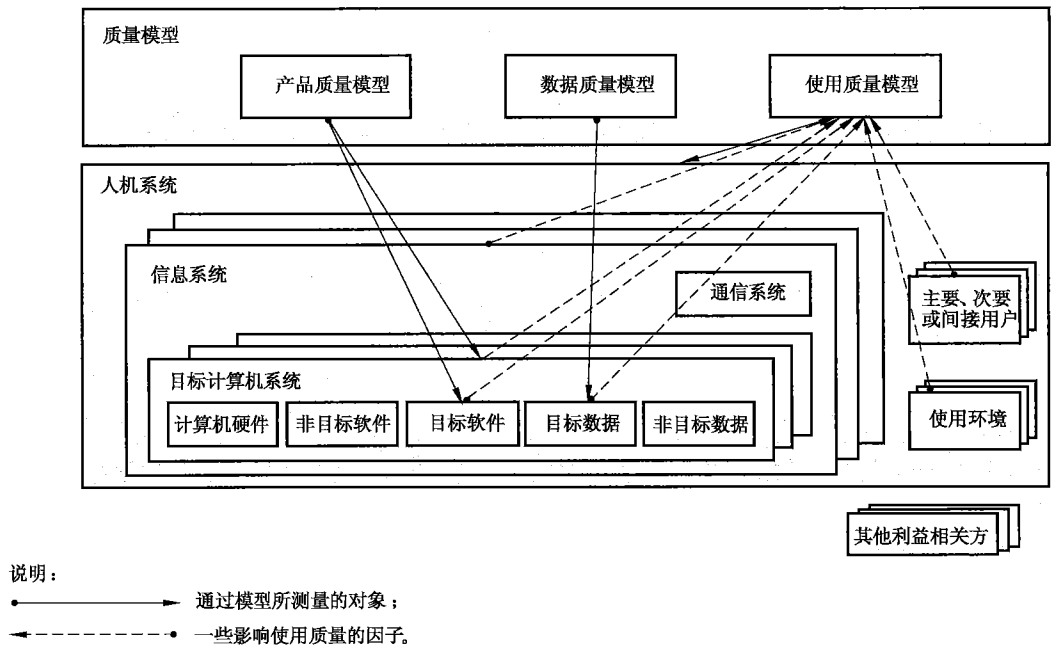 质量模型
产品质量模型
数据质量模型
使用质量模型
人机系统
信息系统
通信系统
主要、次要
或间接用户
目标计算机系统
计算机硬件
非目标软件
目标软件
目标数据
非目标数据
使用环境
其他利益相关方
说明：
通过模型所测量的对象；
一些影响使用质量的因子。